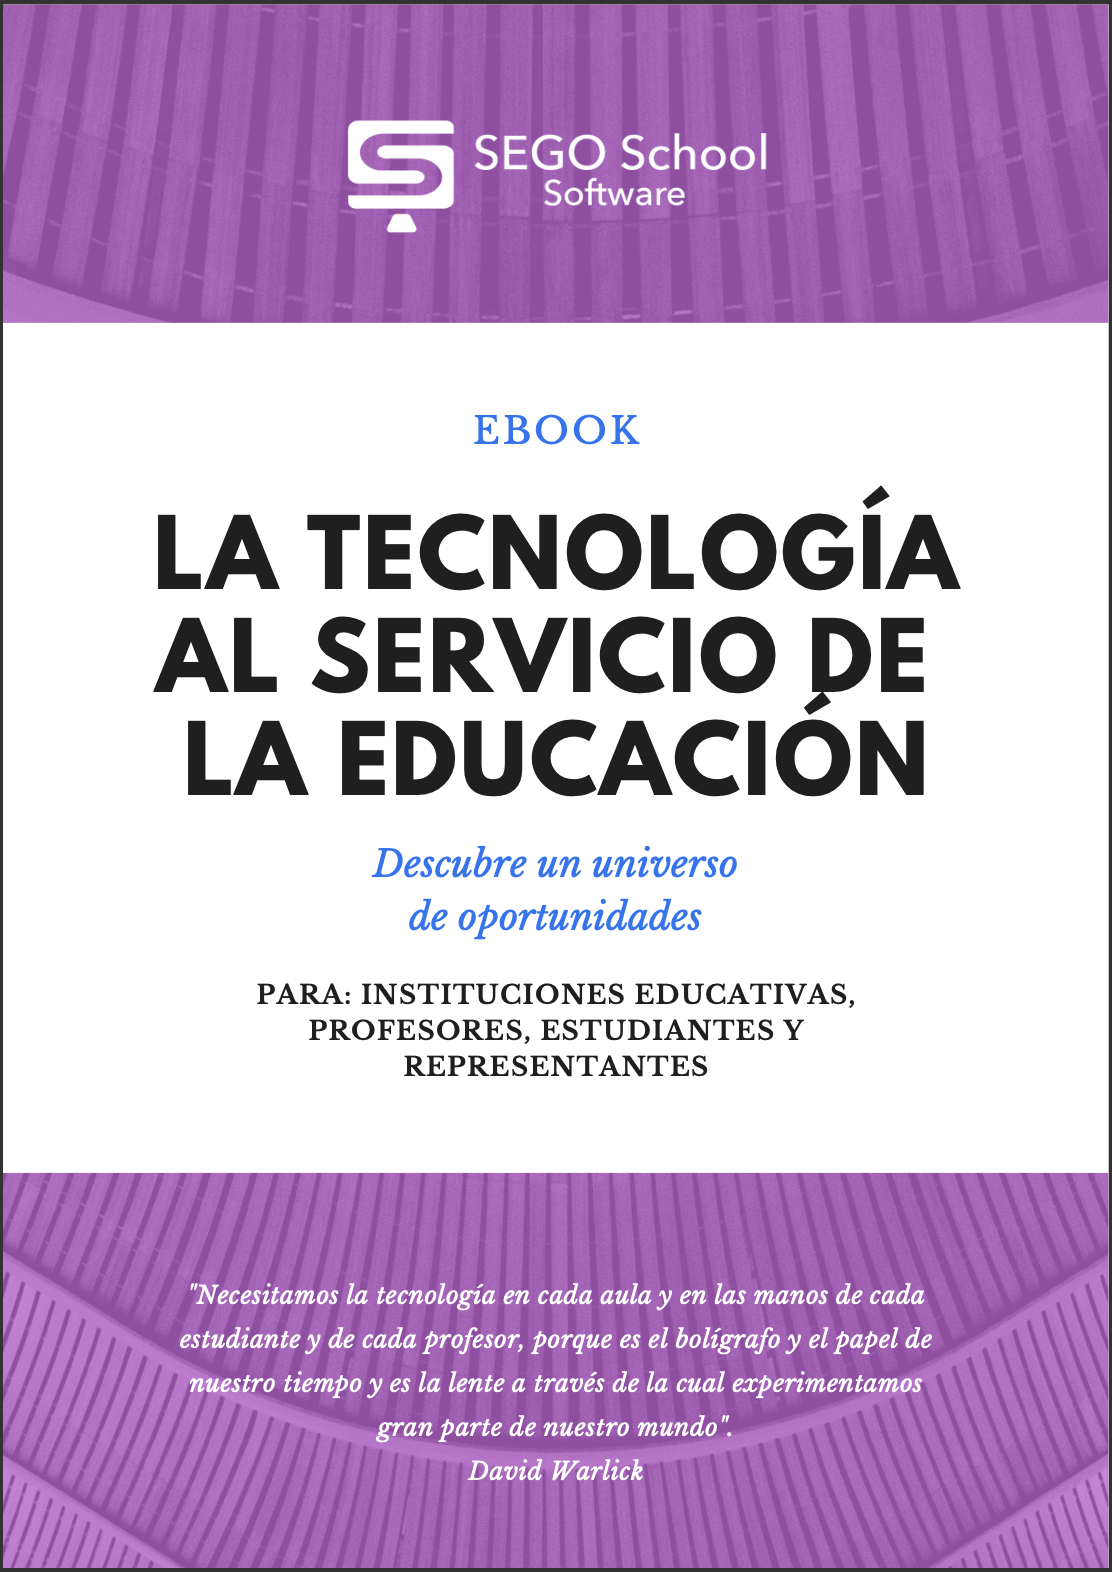 SEGO School
Software
EBOOK
LA TECNOLOGÍA
AL SERVICIO DE
LA EDUCACIÓN
Descubre un universo
de oportunidades
PARA: INSTITUCIONES EDUCATIVAS,
PROFESORES, ESTUDIANTES Y
REPRESENTANTES
"Necesitamos la tecnología en cada aula y en las manos de cada
estudiante y de cada profesor, porque es el bolígrafo y el papel de
nuestro tiempo y es la lente a través de la cual experimentamos
gran parte de nuestro mundo".
David Warlick